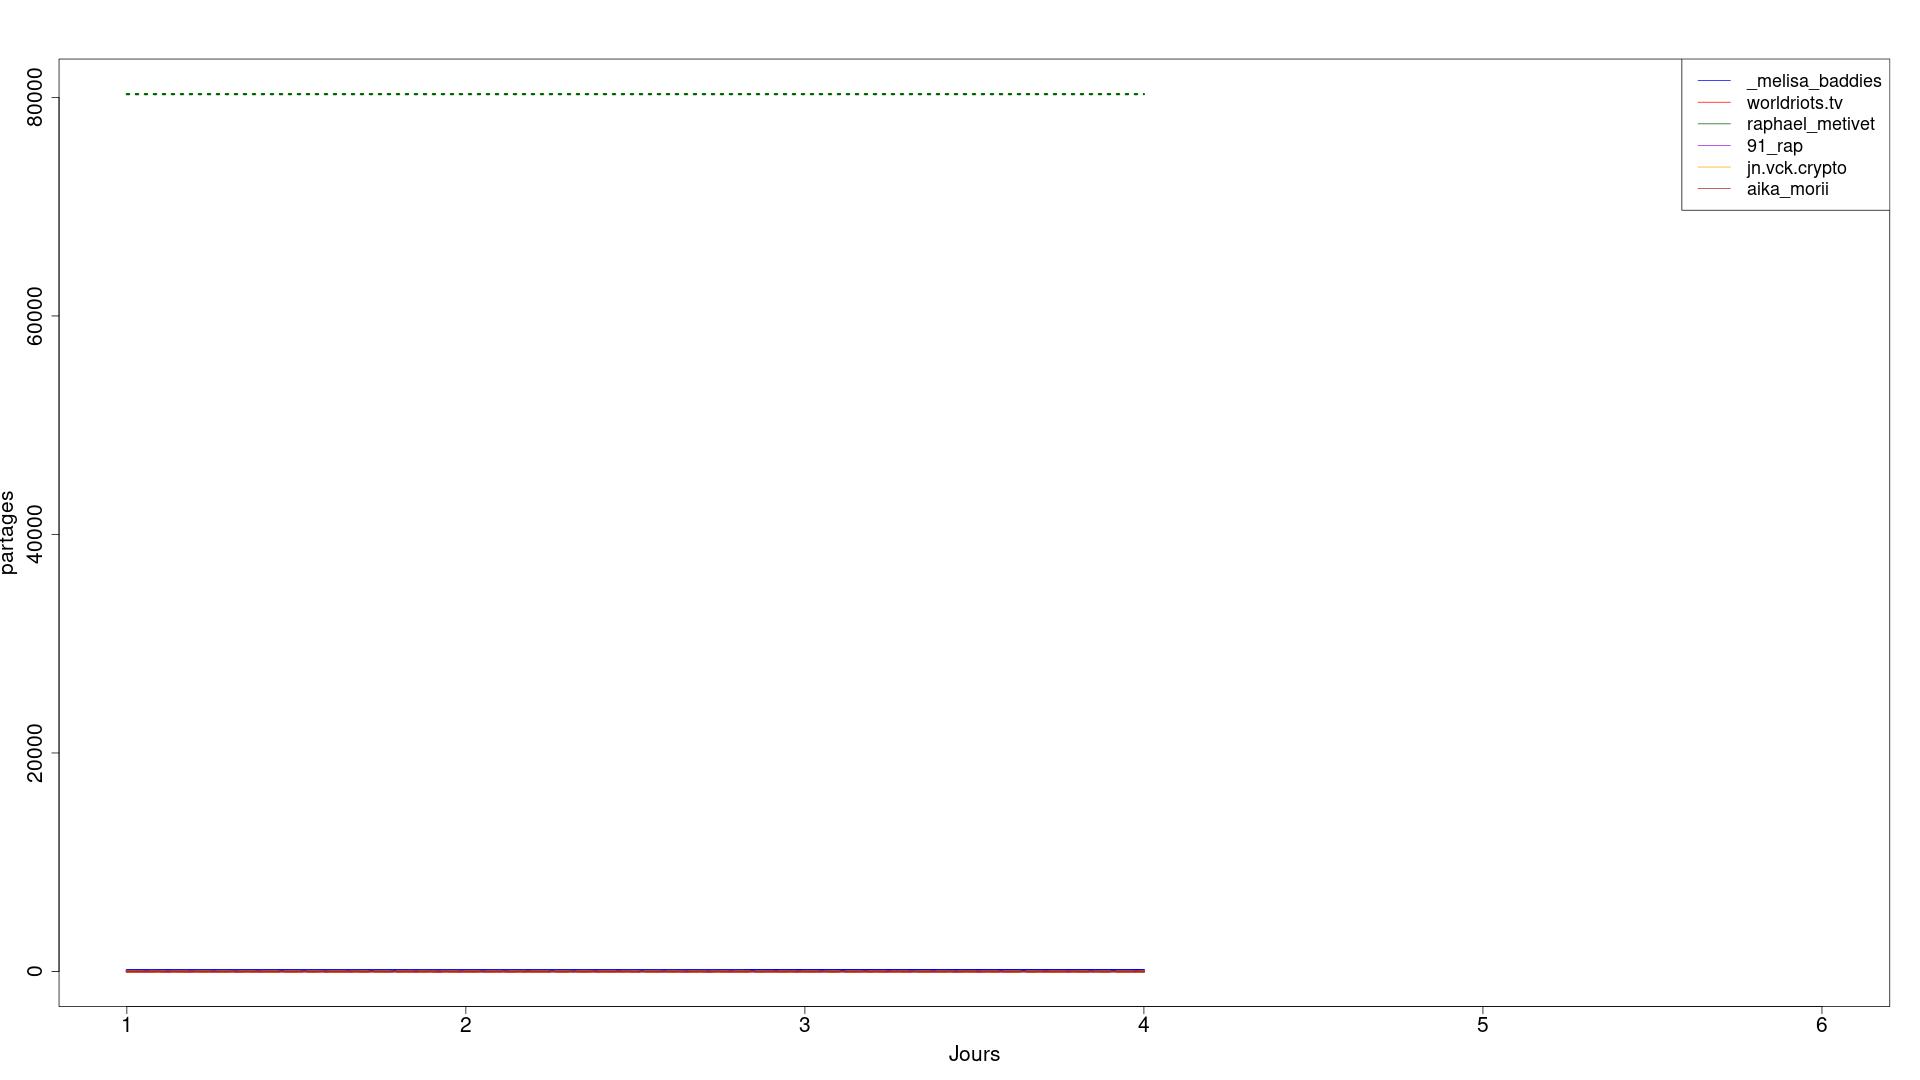 80000
60000
40000
20000
0
partages
1 2 3 4 5 6
Jours
_melisa_baddies
worldriots.tv
raphael_metivet
91_rap
jn.vck.crypto
aika_morii